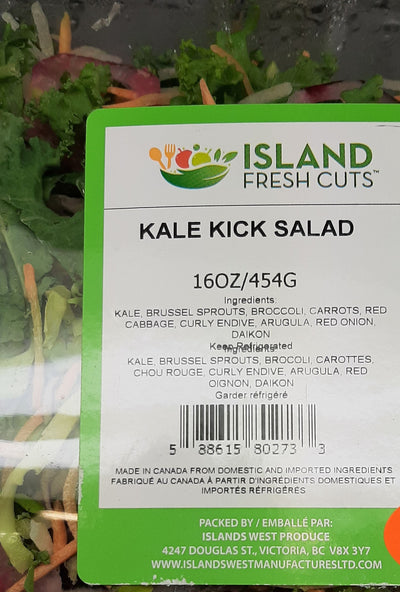 ISLAND
FRESH CUTS™
KALE KICK SALAD
16OZ/454G
Ingredients:
KALE, BRUSSEL SPROUTS, BROCCOLI, CARROTS, RED
CABBAGE, CURLY ENDIVE, ARUGULA, RED ONION,
DAIKON
Keep Refrigerated
Ingredients:
KALE, BRUSSEL SPROUTS, BROCOLI, CAROTTES,
CHOU ROUGE, CURLY ENDIVE, ARUGULA, RED
OIGNON, DAIKON
Garder réfrigéré
5 88615 80273 3
MADE IN CANADA FROM DOMESTIC AND IMPORTED INGREDIENTS
FABRIQUÉ AU CANADA À PARTIR D'INGRÉDIENTS DOMESTIQUES ET
IMPORTÉS RÉFRIGÉRES
PACKED BY / EMBALLÉ PAR:
ISLANDS WEST PRODUCE
4247 DOUGLAS ST., VICTORIA, BC V8X 3Y7
WWW.ISLANDSWESTMANUFACTURESLTD.COM